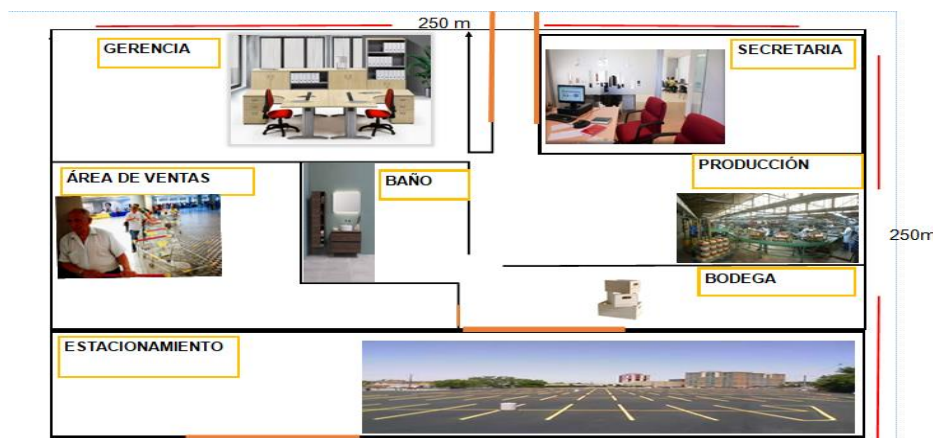 250 m
GERENCIA
SECRETARIA
PRODUCCIÓN
ÁREA DE VENTAS
BAÑO
250m
BODEGA
ESTACIONAMIENTO